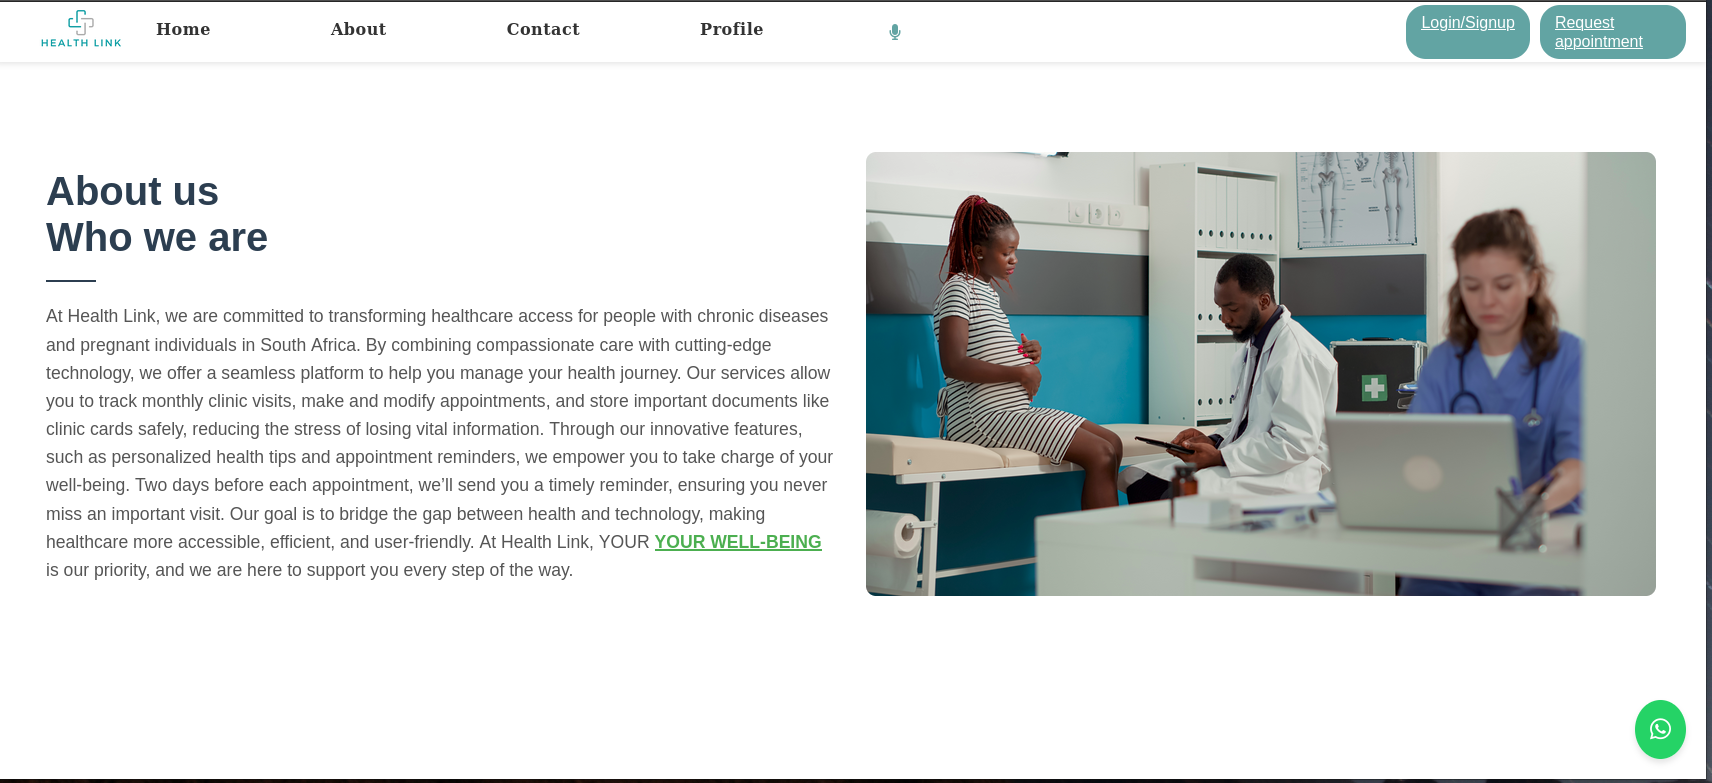 HEALTH LINK
Home
About
Contact
Profile
Login/Signup
Request
appointment
About us
Who we are
At Health Link, we are committed to transforming healthcare access for people with chronic diseases
and pregnant individuals in South Africa. By combining compassionate care with cutting-edge
technology, we offer a seamless platform to help you manage your health journey. Our services allow
you to track monthly clinic visits, make and modify appointments, and store important documents like
clinic cards safely, reducing the stress of losing vital information. Through our innovative features,
such as personalized health tips and appointment reminders, we empower you to take charge of your
well-being. Two days before each appointment, we’ll send you a timely reminder, ensuring you never
miss an important visit. Our goal is to bridge the gap between health and technology, making
healthcare more accessible, efficient, and user-friendly. At Health Link, YOUR YOUR WELL-BEING
is our priority, and we are here to support you every step of the way.